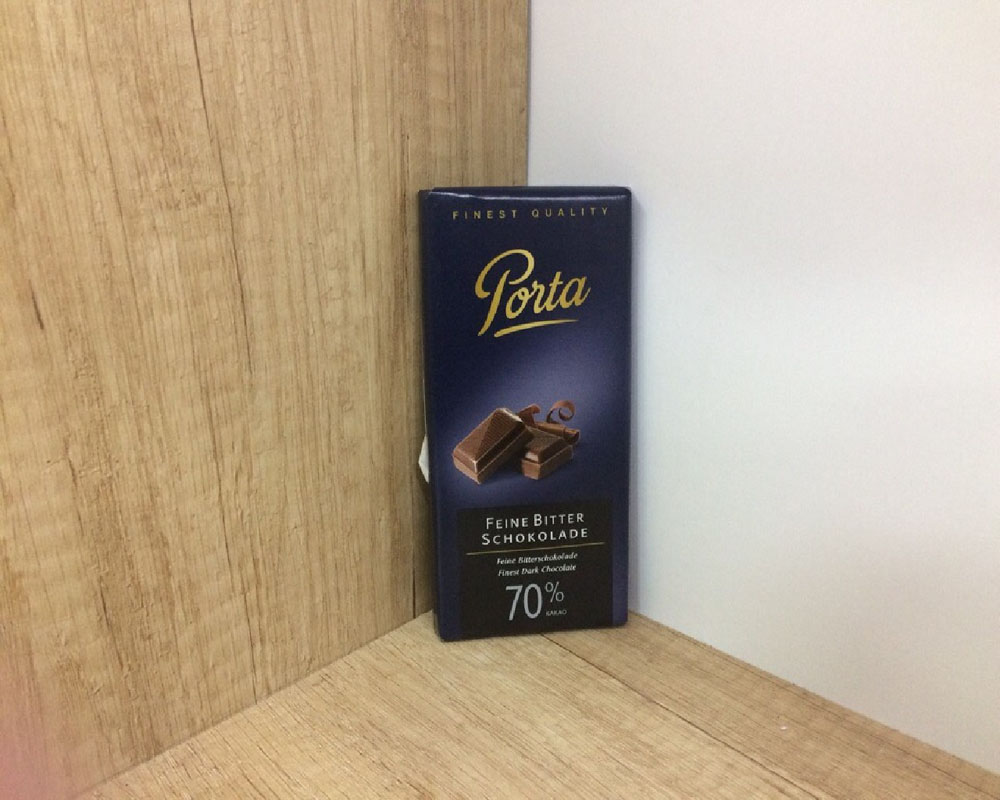 FINEST QUALITY
Porta
FEINE BITTER
SCHOKOLADE
Feine Bitterschokolade
Finest Dark Chocolate
70%
KAKAO